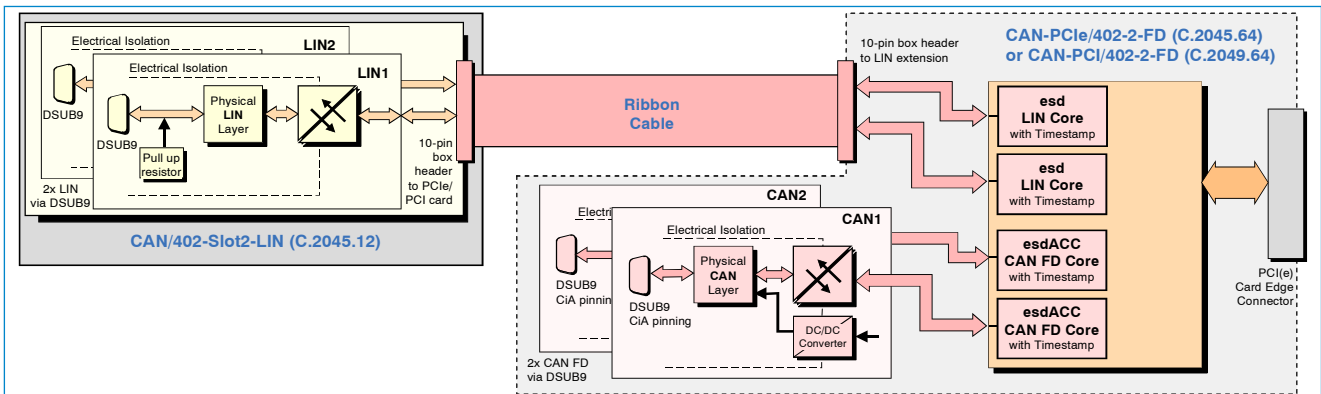 Electrical Isolation
LIN2
Electrical Isolation
LIN1
DSUB9
DSUB9
Physical
LIN
Layer
Pull up
resistor
2x LIN
via DSUB9
10-pin
box
header
to PCIe/
PCI card
CAN/402-Slot2-LIN (C.2045.12)
Ribbon
Cable
10-pin box header
to LIN extension
CAN-PCIe/402-2-FD (C.2045.64)
or CAN-PCI/402-2-FD (C.2049.64)
esd
LIN Core
with Timestamp
esd
LIN Core
with Timestamp
esdACC
CAN FD Core
with Timestamp
esdACC
CAN FD Core
with Timestamp
PCI(e)
Card Edge
Connector
CAN2
Electri
CAN1
Electrical Isolation
DSUB9
CiA pinning
DSUB9
CiA pinning
Physical
CAN
Layer
DC/DC
Converter
2x CAN FD
via DSUB9